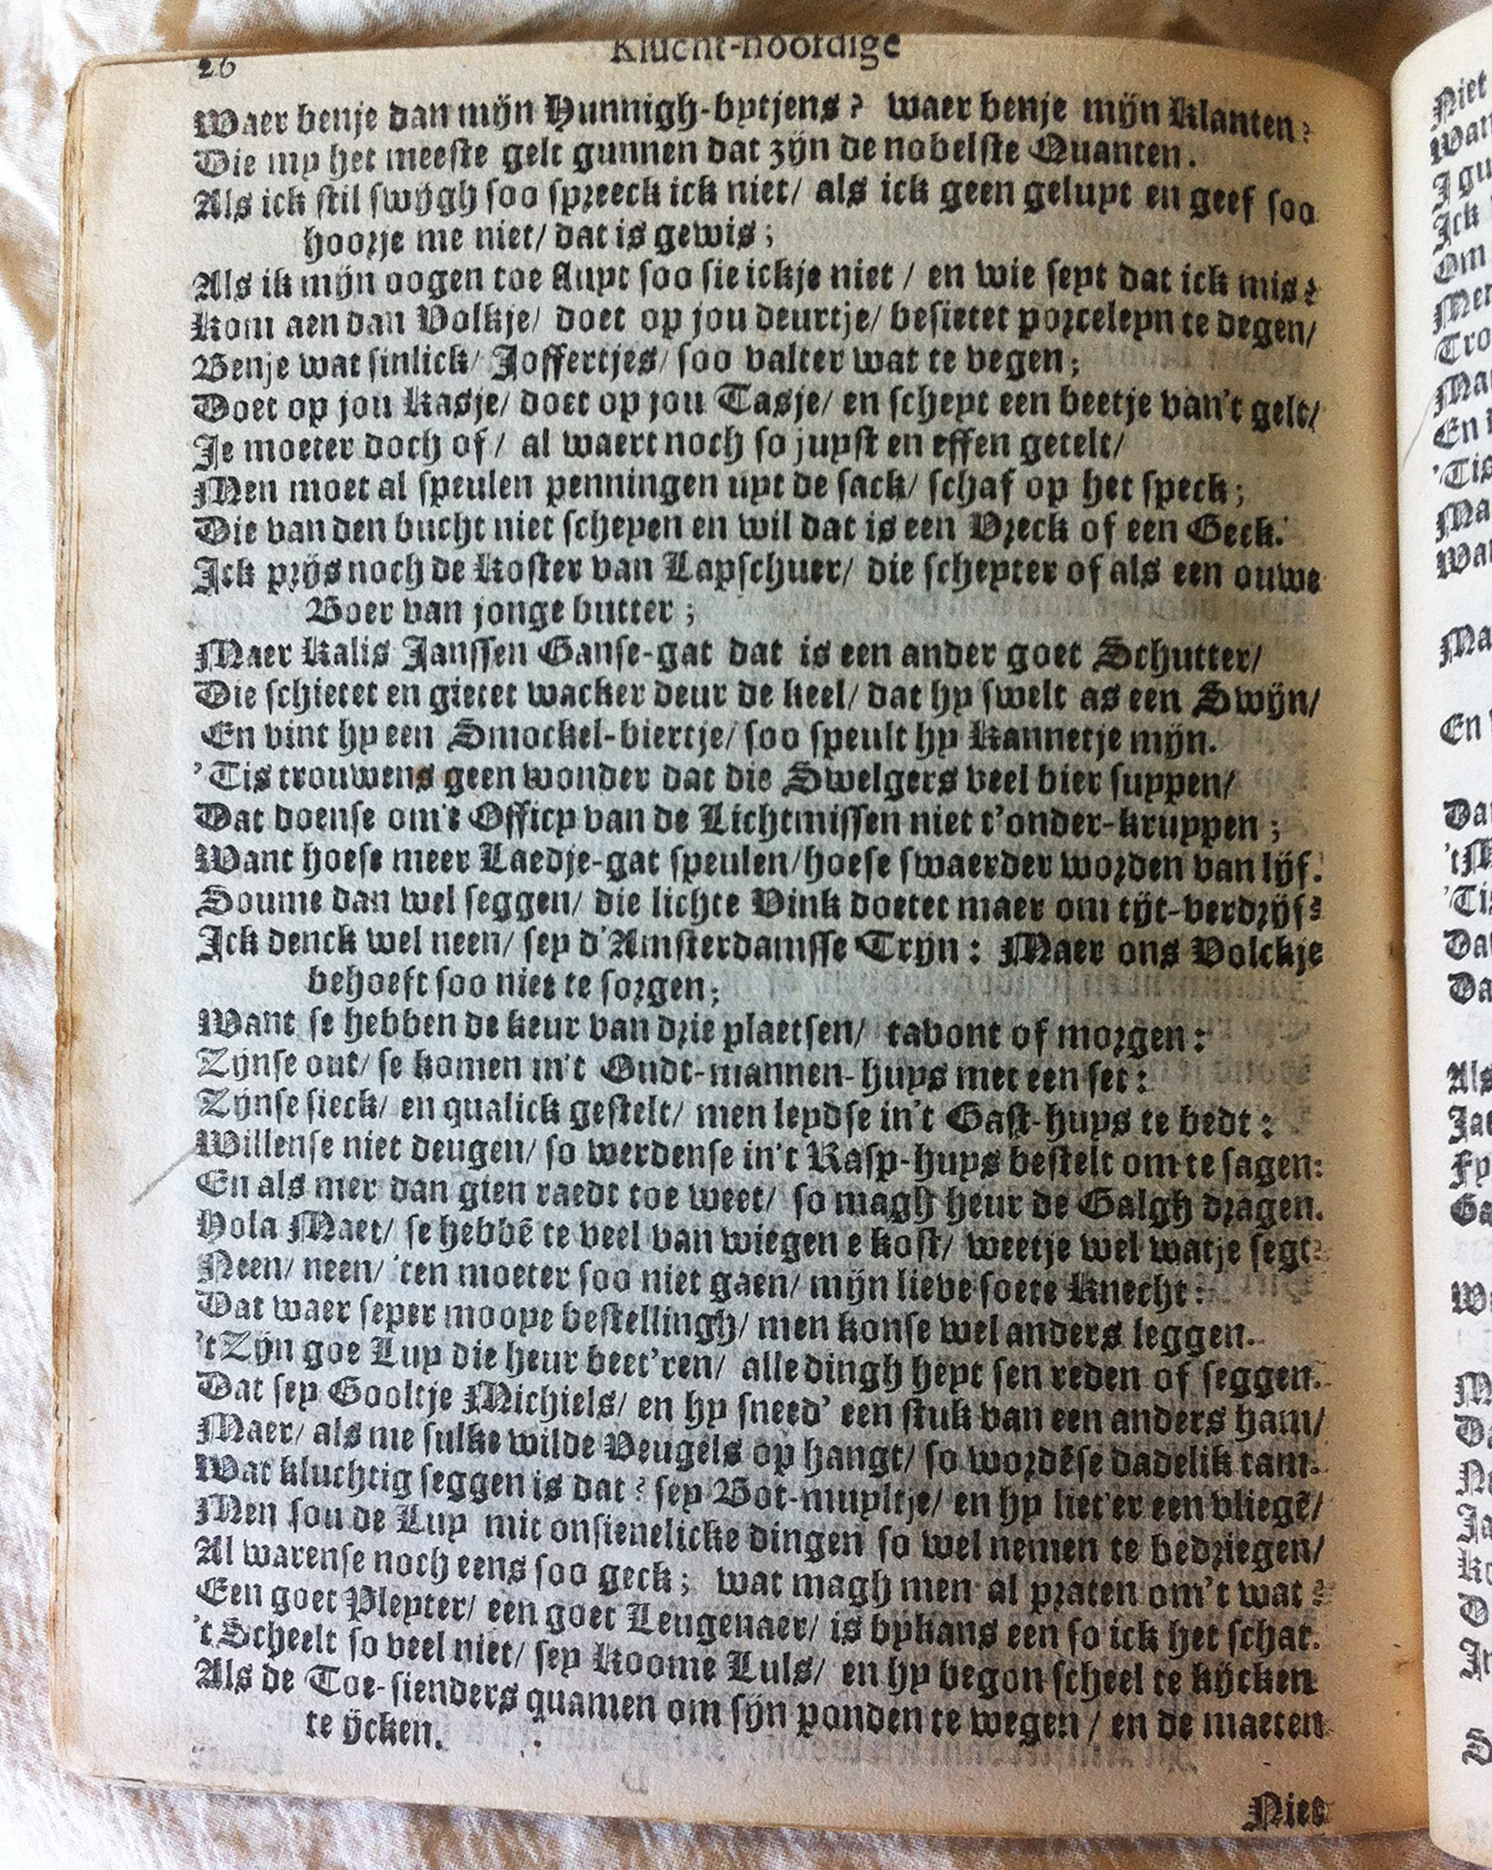 26
Klucht-hoofdige
Waer benje dan mijn Hunnigh-bytjens? waer benje mijn Klanten?
Die my het meeste gelt gunnen dat zijn de nobelste Quanten.
Als ick stil swijgh soo spreeck ick niet/ als ick geen geluyt en geef soo
hoorje me niet/ dat is gewis;
Als ik mijn oogen toe sluyt soo sie ickje niet / en wie seyt dat ick mis?
Kom aen dan Volkje/ doet op jou deurtje/ besietet porceleyn te degen/
Benje wat sinlick/ Joffertjes/ soo valter wat te vegen;
Doet op jou Kasje/ doet op jou Tasje/ en schept een beetje van't gelt/
Je moeter doch of/ al waert noch so juyst en effen getelt/
Men moet al speulen penningen uyt de sack/ schaf op het speck;
Die van den bucht niet scheyen en wil dat is een Vreck of een Geck.
Ick prijs noch de Koster van Lapschuer/ die scheyter of als een ouwe
Boer van jonge butter;
Maer Kalis Janssen Ganse-gat dat is een ander goet Schutter/
Die schietet en gietet wacker deur de keel/ dat hy swelt as een Swijn/
En vint hy een Smockel-biertje/ soo speult hy Kannetje mijn.
'Tis trouwens geen wonder dat die Swelgers veel bier suypen/
Dat doense om't Officy van de Lichtmissen niet t'onder-kruypen;
Want hoese meer Laedje-gat speulen/ hoese swaerder worden van lijf.
Soume dan wel seggen/ die lichte Vink doetet maer om tijt-verdrijf?
Ick denck wel neen/ sey d'Amsterdamsse Trijn: Maer ons Volckje
behoeft soo niet te sorgen;
Want se hebben de keur van drie plaetsen/ tavont of morgen:
Zijnse out/ se komen in't Oudt-mannen-huys met een set:
Zijnse sieck/ en qualick gestelt/ men leydse in't Gast-huys te bedt:
Willense niet deugen/ so werdense in't Rasp-huys bestelt om te sagen:
En als mer dan gien raedt toe weet/ so magh heur de Galgh dragen.
Hola Maet/ se hebbẽ te veel van wiegen e kost/ weetje wel watje segt?
Neen/ neen/ 'ten moeter soo niet gaen/ mijn lieve soete Knecht:
Dat waer seper mooye bestellingh/ men konse wel anders leggen.
't Zijn goe Luy die heur beet'ren/ alle dingh heyt sen reden of seggen.
Dat sey Gooltje Michiels/ en hy sneed' een stuk van een anders ham/
Maer/ als me sulke wilde Veugels op hangt/ so wordẽse dadelik tam.
Wat kluchtig seggen is dat? sey Bot-muyltje/ en hy liet'er een vliegẽ/
Men sou de Luy mit onsienelicke dingen so wel nemen te bedriegen/
Al warense noch eens soo geck; wat magh men al praten om't wat?
Een goet Pleyter/ een goet Leugenaer/ is bykans een so ick het schat.
't Scheelt so veel niet/ sey Koome Luls/ en hy begon scheel te kijcken
Als de Toe-sienders quamen om sijn ponden te wegen/ en de maeten
te ijcken.
Niet